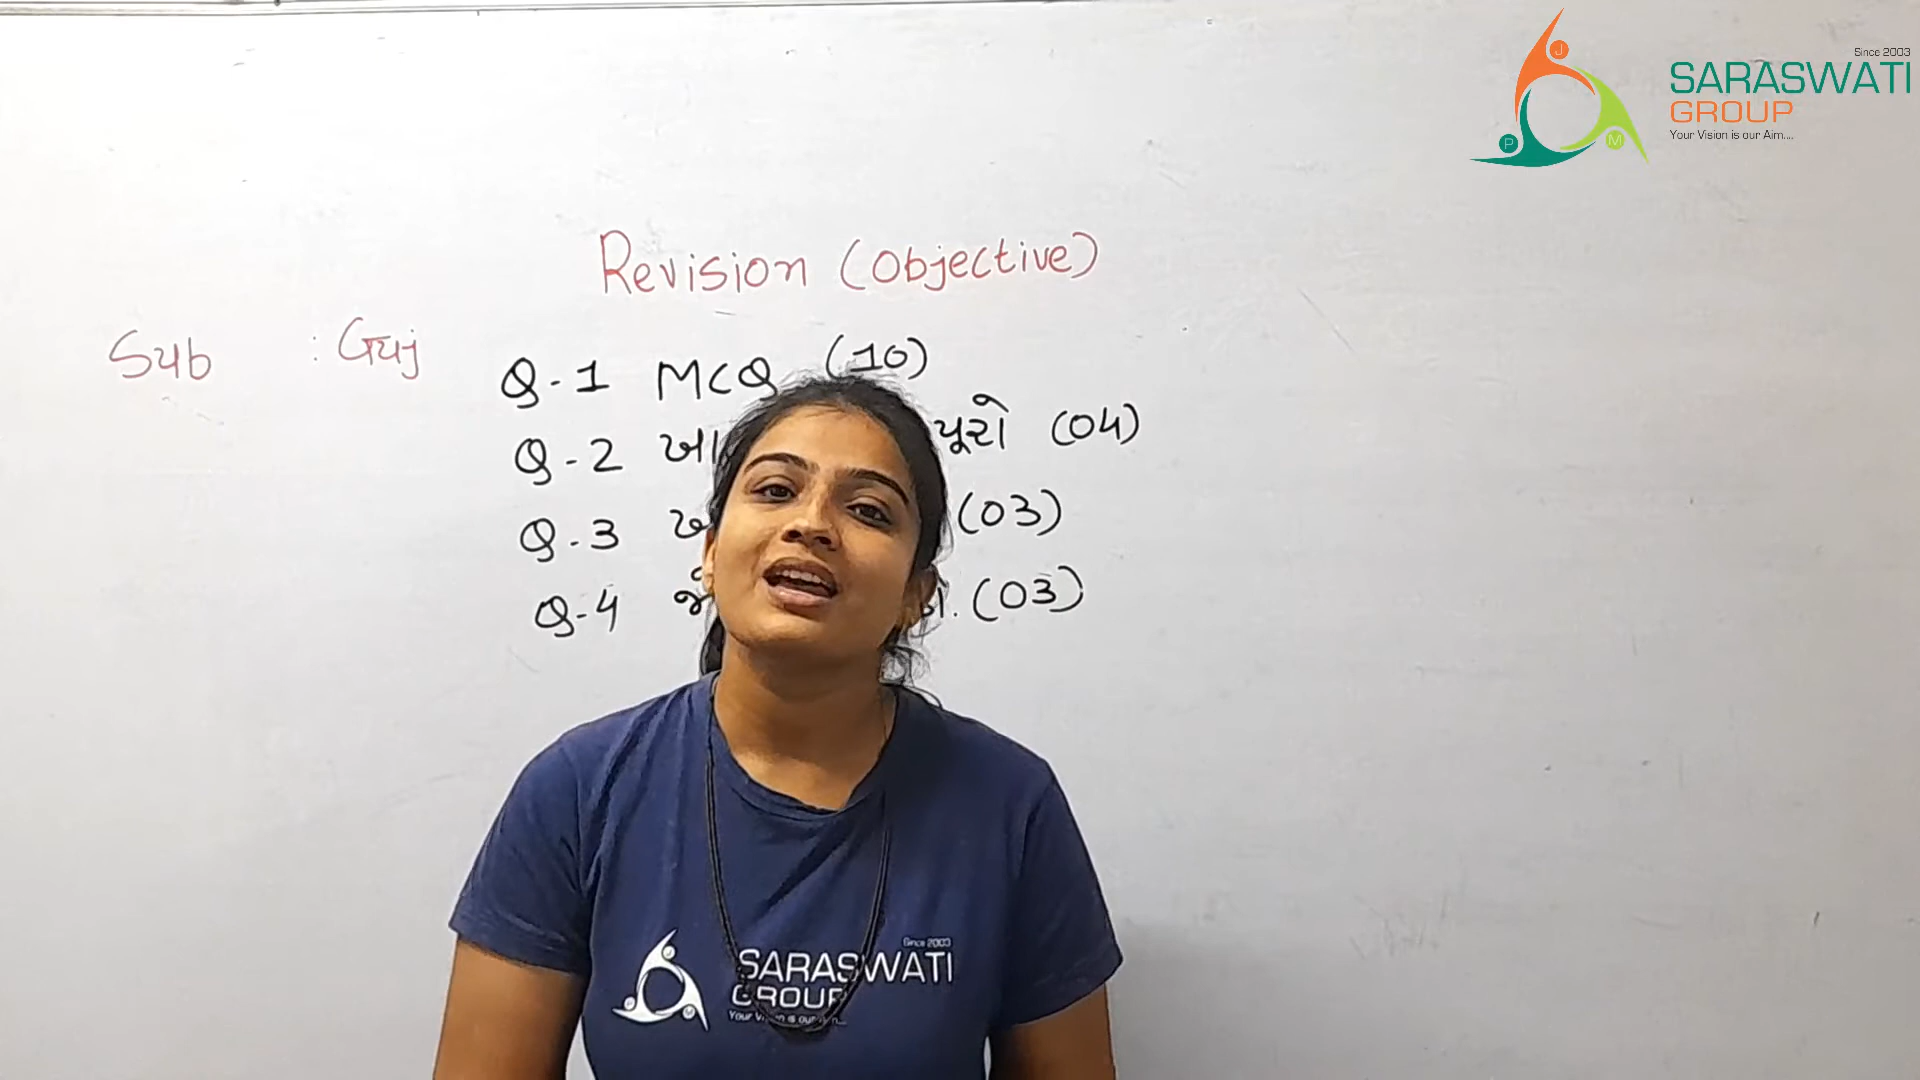 Since 2003
SARASWATI
GROUP
Your Vision is our Aim....
J
P
M
Revision (Objective)
Sub : Guj
Q-1 MCQ (10)
Q-2 પૂરો (04)
Q-3 (03)
Q-4 (03)
Since 2003
SARASWATI
GROUP